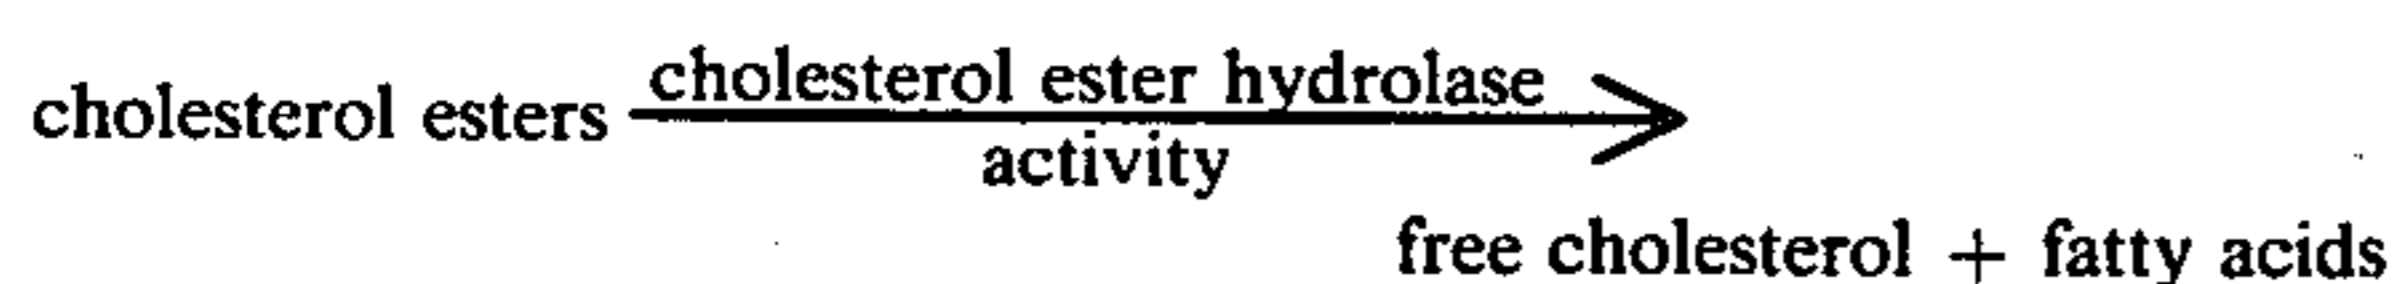 cholesterol esters cholesterol ester hydrolase
activity
free cholesterol + fatty acids